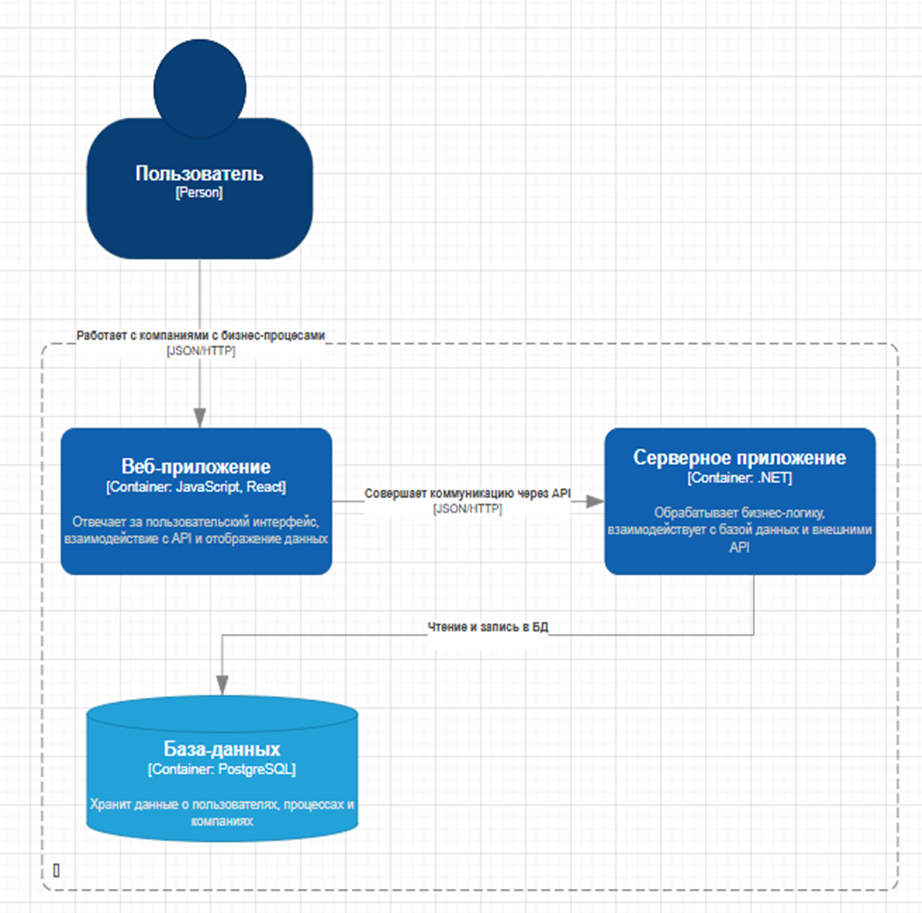 Пользователь
[Person]
Работает с компаниями с бизнес-процесами
[JSON/HTTP]
Веб-приложение
[Container: JavaScript, React]
Отвечает за пользовательский интерфейс,
взаимодействие с API и отображение данных
Совершает коммуникацию через API
[JSON/HTTP]
Серверное приложение
[Container: .NET]
Обрабатывает бизнес-логику,
взаимодействует с базой данных и внешними
API
Чтение и запись в БД
База-данных
[Container: PostgreSQL]
Хранит данные о пользователях, процессах и
компаниях
[]